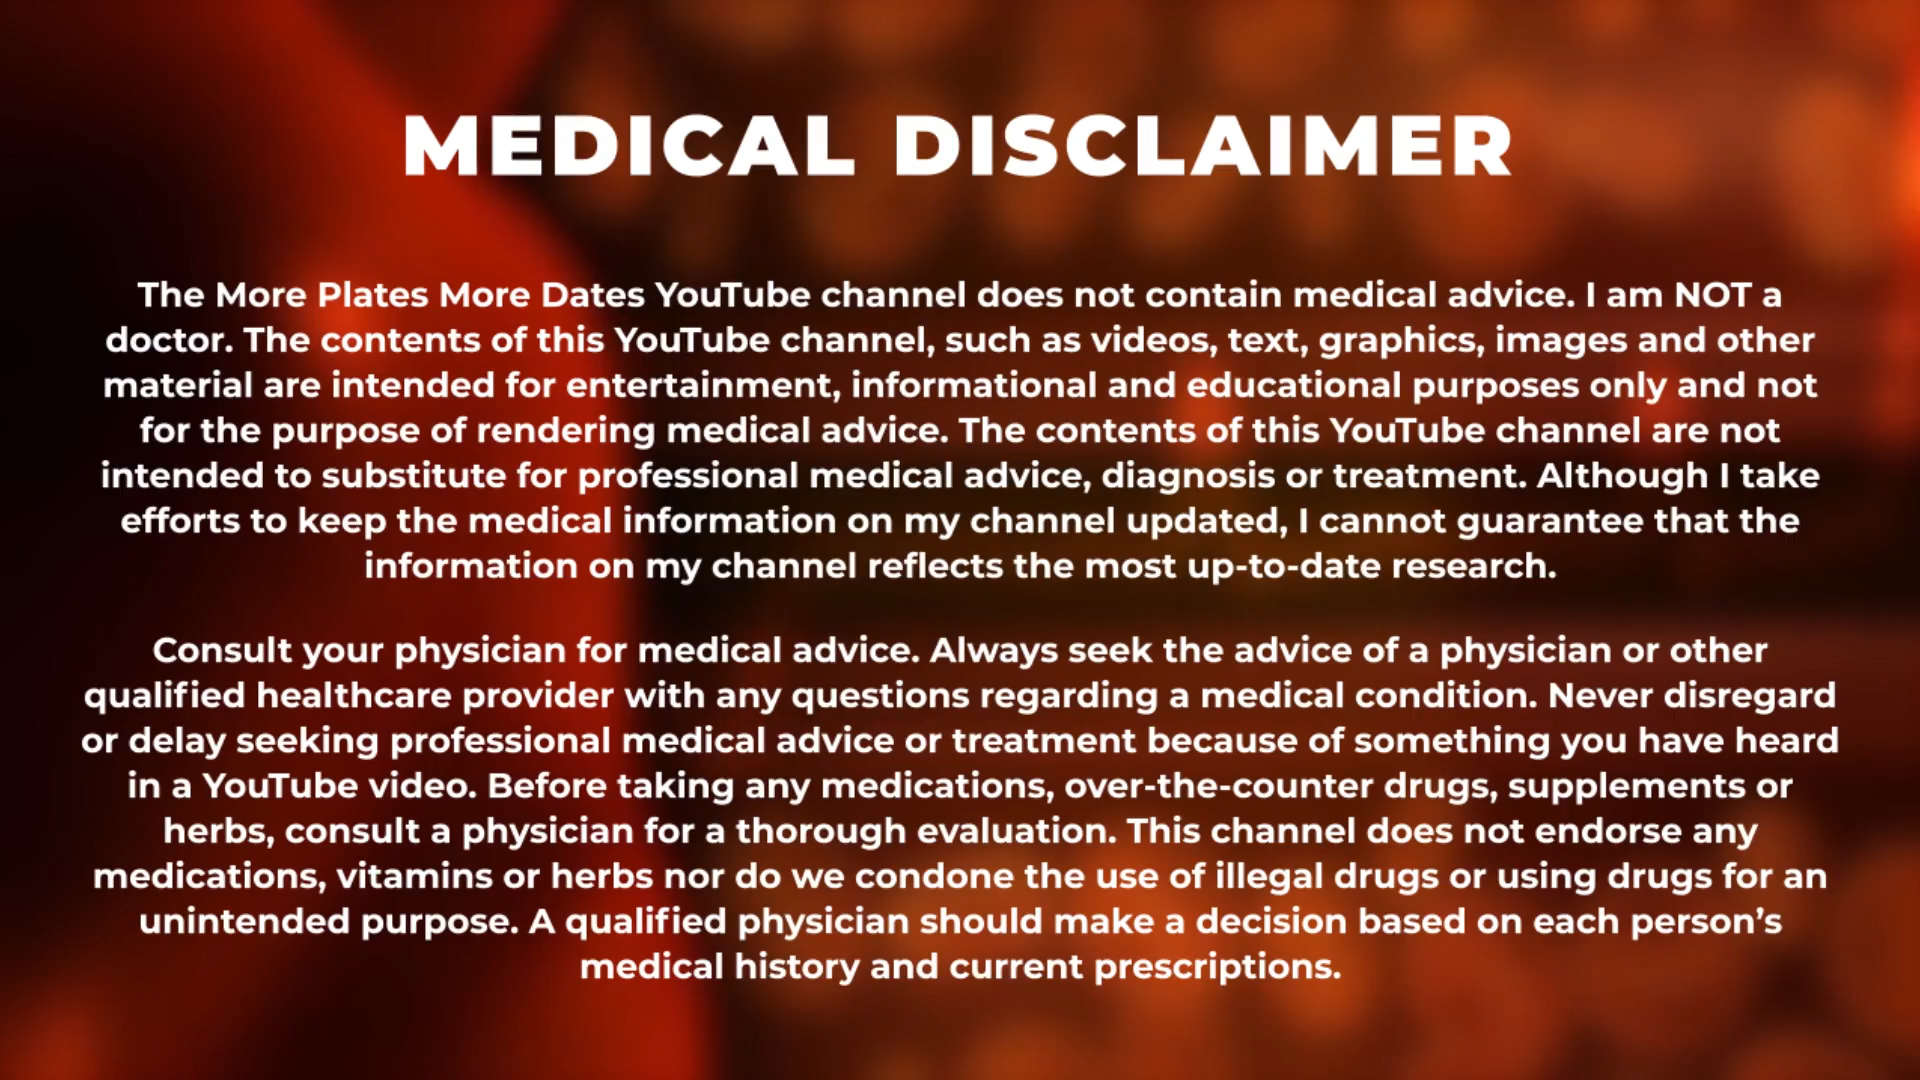 MEDICAL DISCLAIMER
The More Plates More Dates YouTube channel does not contain medical advice. I am NOT a
doctor. The contents of this YouTube channel, such as videos, text, graphics, images and other
material are intended for entertainment, informational and educational purposes only and not
for the purpose of rendering medical advice. The contents of this YouTube channel are not
intended to substitute for professional medical advice, diagnosis or treatment. Although I take
efforts to keep the medical information on my channel updated, I cannot guarantee that the
information on my channel reflects the most up-to-date research.
Consult your physician for medical advice. Always seek the advice of a physician or other
qualified healthcare provider with any questions regarding a medical condition. Never disregard
or delay seeking professional medical advice or treatment because of something you have heard
in a YouTube video. Before taking any medications, over-the-counter drugs, supplements or
herbs, consult a physician for a thorough evaluation. This channel does not endorse any
medications, vitamins or herbs nor do we condone the use of illegal drugs or using drugs for an
unintended purpose. A qualified physician should make a decision based on each person’s
medical history and current prescriptions.